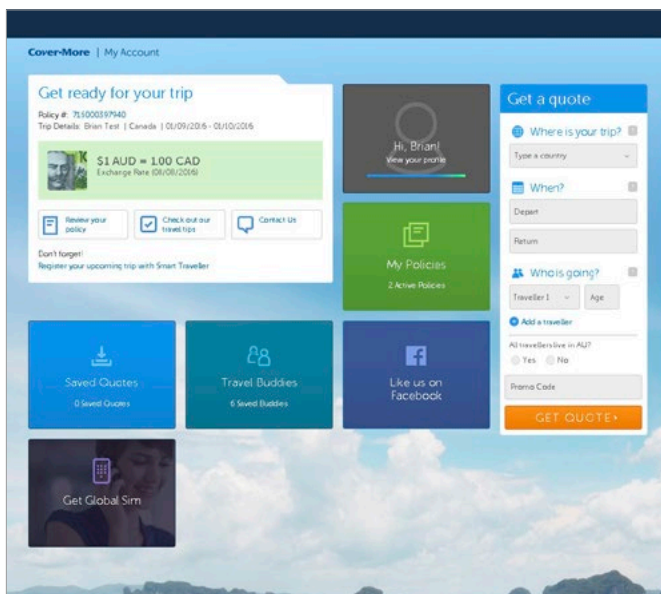 Cover-More | My Account
Get ready for your trip
Policy #: 715000397940
Trip Details: Brian Test | Canada | 01/09/2016 - 01/10/2016
$1 AUD = 1.00 CAD
Exchange Rate (08/08/2016)
Review your
policy
Check out our
travel tips
Contact Us
Don't forget!
Register your upcoming trip with Smart Traveller
Hi, Brian!
View your profile
My Policies
2 Active Policies
Saved Quotes
0 Saved Quotes
Travel Buddies
6 Saved Buddies
Like us on
Facebook
Get Global Sim
Get a quote
Where is your trip?
Type a country
When?
Depart
Return
Who is going?
Traveller 1
Age
Add a traveller
All travellers live in AU?
Yes
No
Promo Code
GET QUOTE